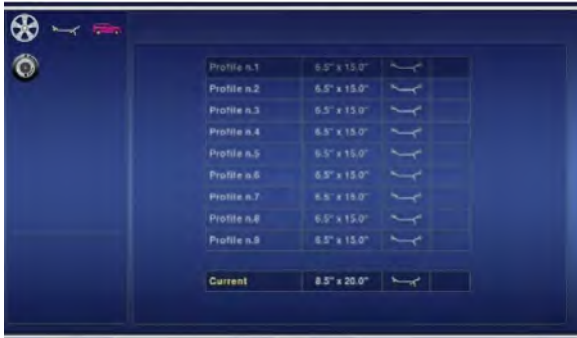 Profile n.1 6.5" x 15.0"
Profile n.2 6.5" x 15.0"
Profile n.3 6.5" x 15.0"
Profile n.4 6.5" x 15.0"
Profile n.5 6.5" x 15.0"
Profile n.6 6.5" x 15.0"
Profile n.7 6.5" x 15.0"
Profile n.8 6.5" x 15.0"
Profile n.9 6.5" x 15.0"
Current 8.5" x 20.0"